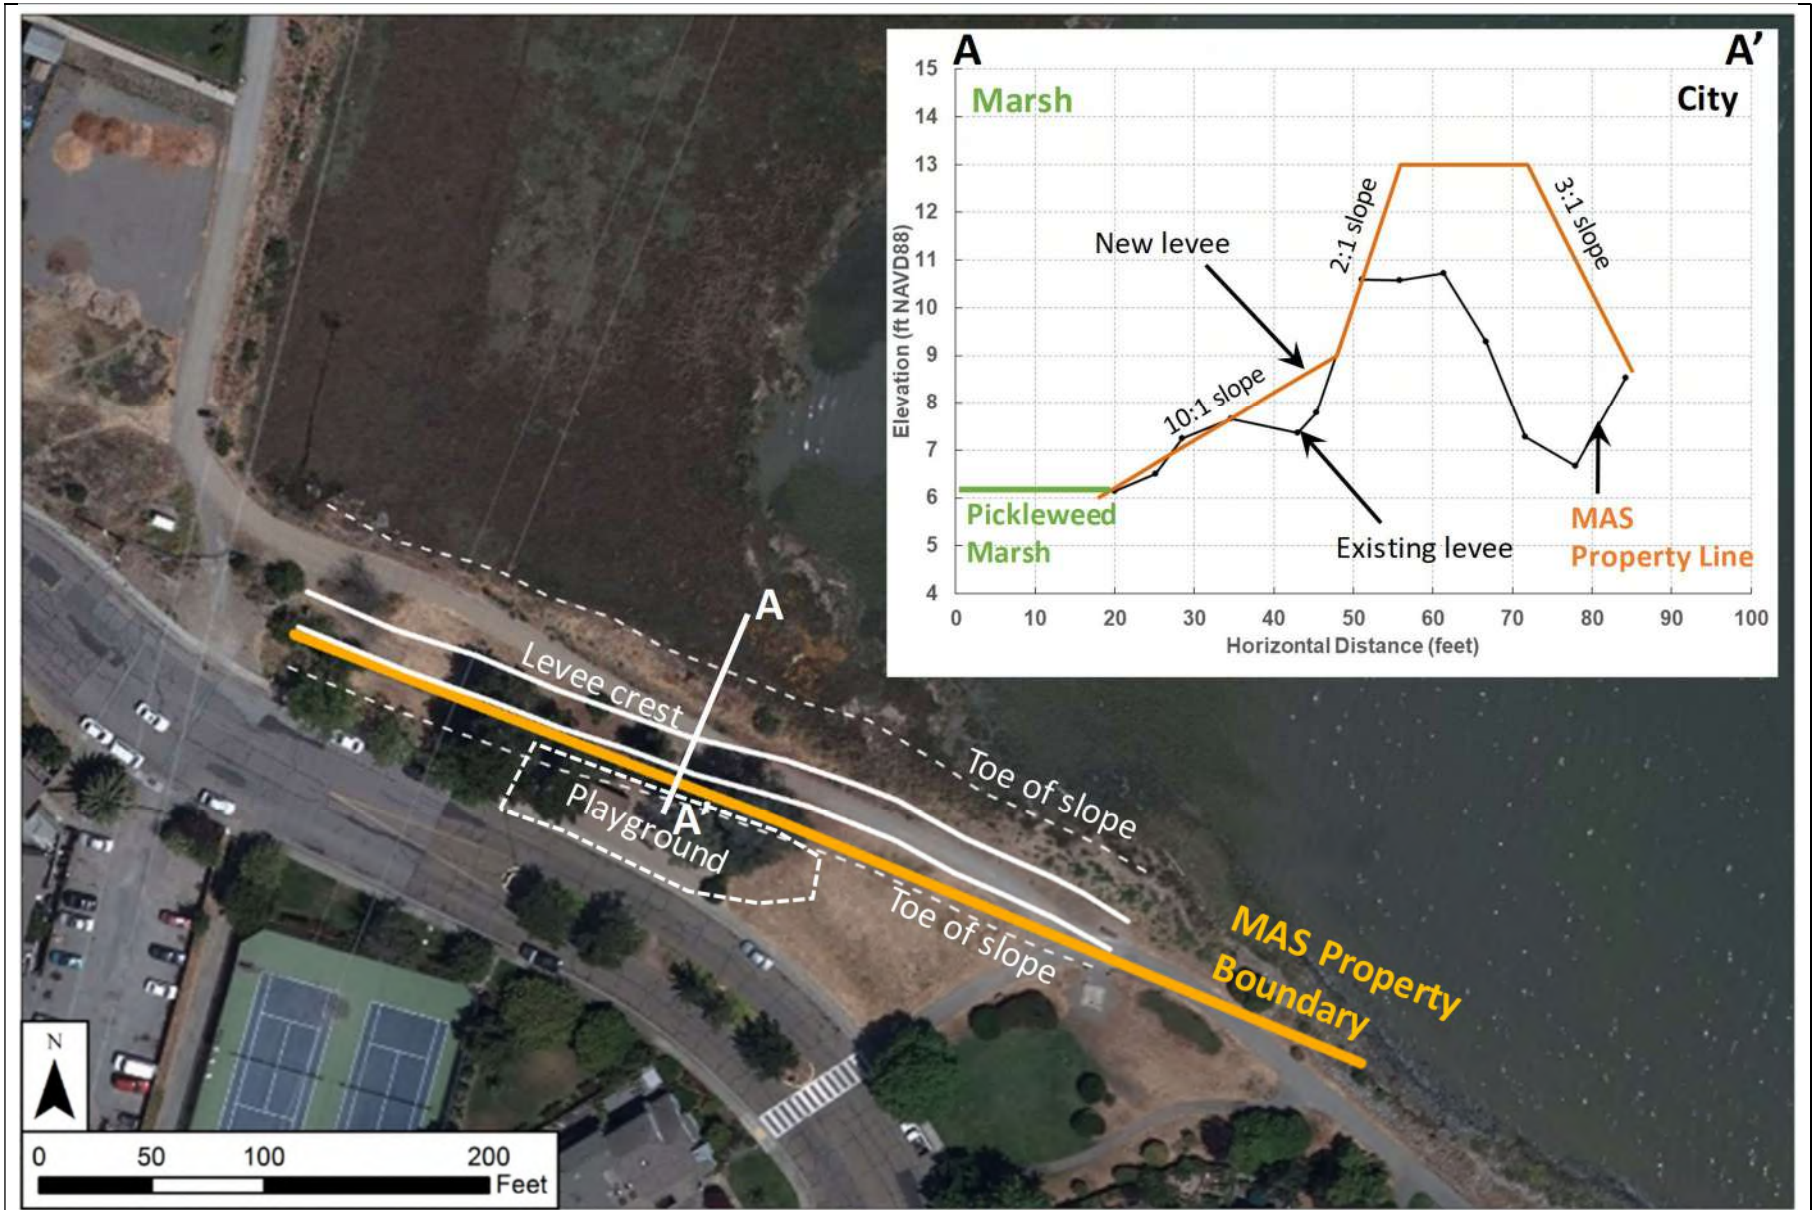 A
A’
15
14
13
12
11
10
9
8
7
6
5
4
Elevation (ft NAVD88)
Marsh
City
New levee
2:1 slope
3:1 slope
10:1 slope
Pickleweed
Marsh
Existing levee
MAS
Property Line
0 10 20 30 40 50 60 70 80 90 100
Horizontal Distance (feet)
A
Levee crest
Toe of slope
A’
Playground
Toe of slope
MAS Property
Boundary
N
0 50 100 200
Feet